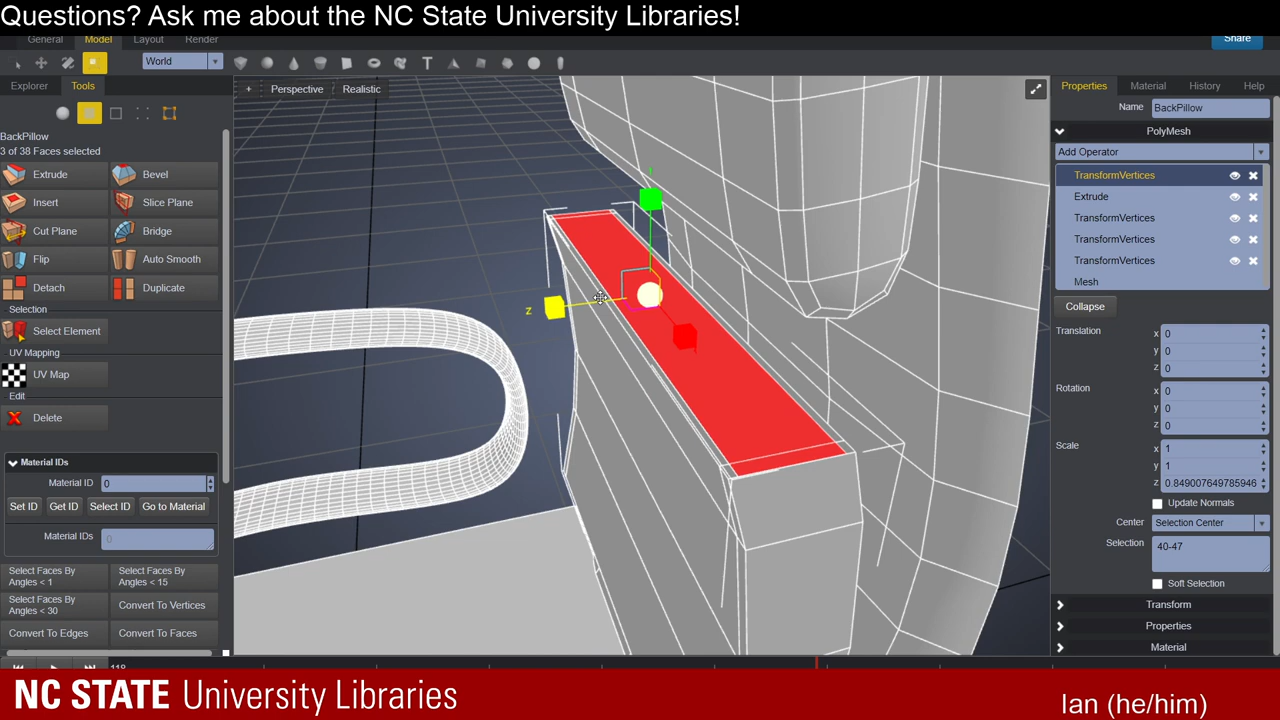 Questions? Ask me about the NC State University Libraries!
General Model Layout Render
Share
World
Explorer Tools
+ Perspective Realistic
Properties Material History Help
Name BackPillow
PolyMesh
Add Operator
BackPillow
3 of 38 Faces selected
Extrude Bevel
Insert Slice Plane
Cut Plane Bridge
Flip Auto Smooth
Detach Duplicate
Selection
Select Element
UV Mapping
UV Map
Edit
Delete
Material IDs
Material ID 0
Set ID Get ID Select ID Go to Material
Material IDs 0
Select Faces By Angles < 1
Select Faces By Angles < 15
Select Faces By Angles < 30
Convert To Vertices
Convert To Edges Convert To Faces
z
TransformVertices
Extrude
TransformVertices
TransformVertices
TransformVertices
Mesh
Collapse
Translation x 0
y 0
z 0
Rotation x 0
y 0
z 0
Scale x 1
y 1
z 0.849007649785946
Update Normals
Center Selection Center
Selection 40-47
Soft Selection
Transform
Properties
Material
118
NC STATE University Libraries
Ian (he/him)